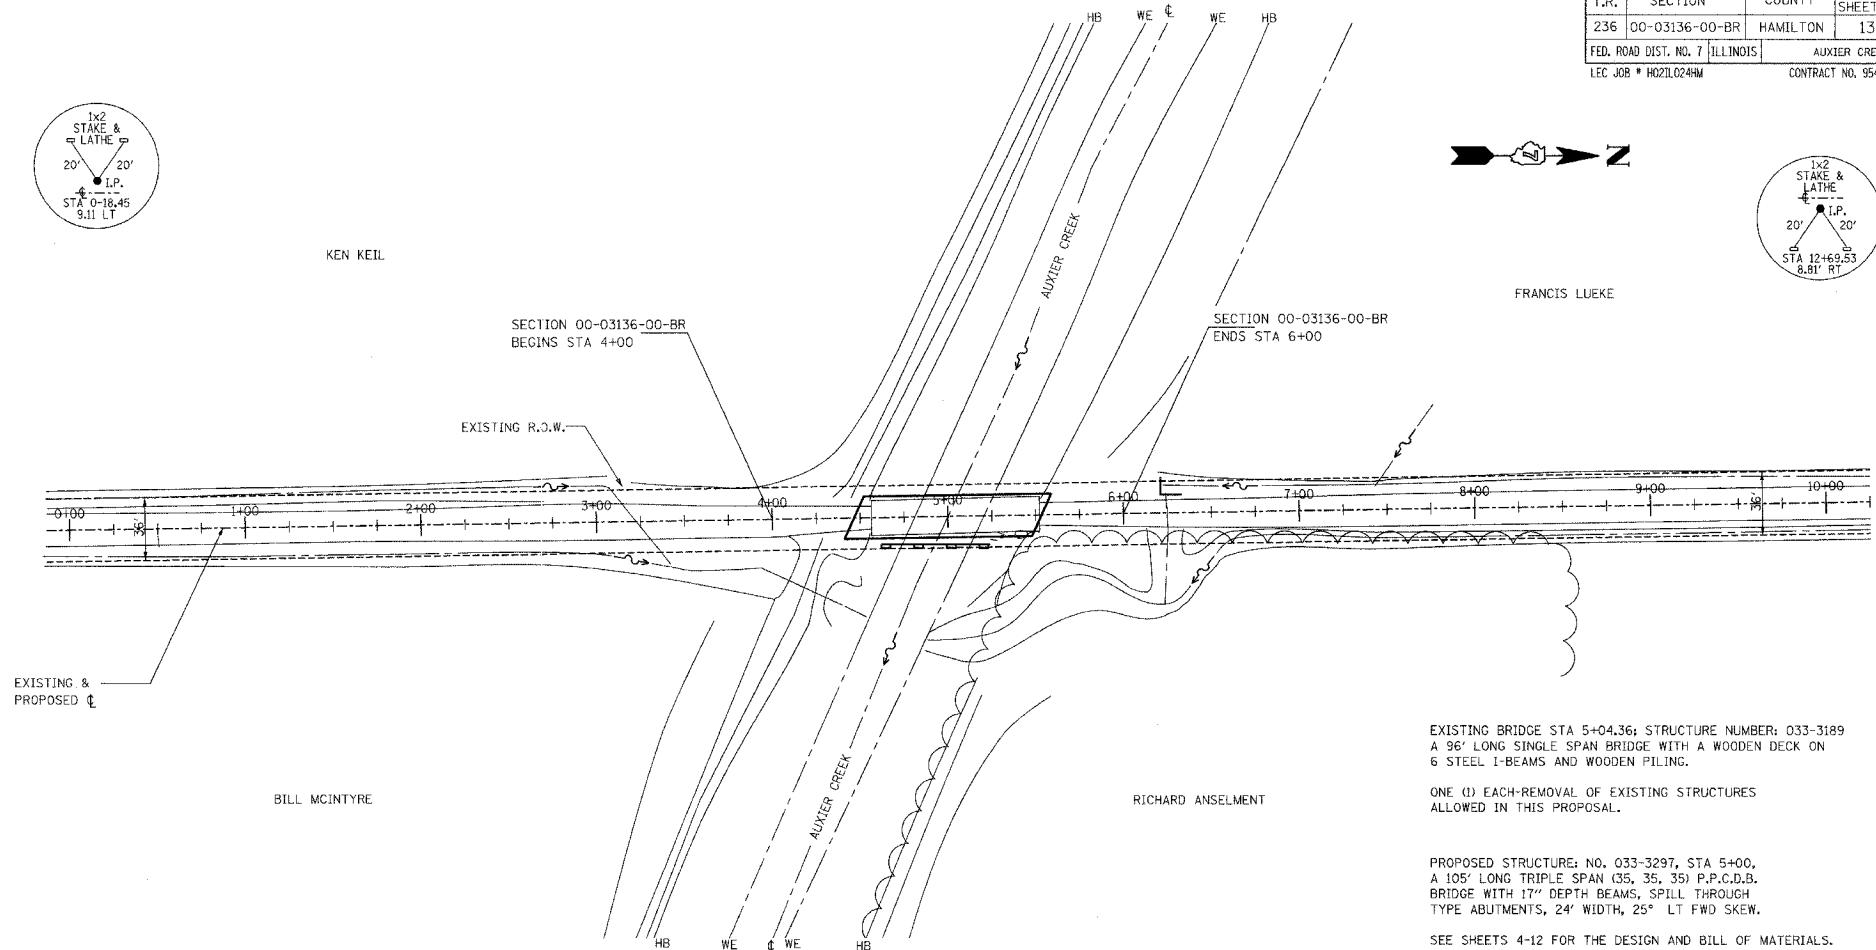 HB WE ℄ WE HB
T.R. SECTION COUNTY SHEETS
236 00-03136-00-BR HAMILTON 13
FED. ROAD DIST. NO. 7 ILLINOIS AUXIER
LEC JOB # H02IL024HM CONTRACT NO.
1x2
STAKE &
LATHE
20' 20'
I.P.
℄
STA 0-18.45
9.11 LT
7
N
1x2
STAKE &
LATHE
℄
I.P.
20' 20'
STA 12+69.53
8.81' RT
KEN KEIL
AUXIER CREEK
FRANCIS LUEKE
SECTION 00-03136-00-BR
BEGINS STA 4+00
SECTION 00-03136-00-BR
ENDS STA 6+00
EXISTING R.O.W.
0+00 1+00 2+00 3+00 4+00 5+00 6+00 7+00 8+00 9+00 10+00
36' 36'
EXISTING &
PROPOSED ℄
BILL MCINTYRE
AUXIER CREEK
RICHARD ANSELMENT
EXISTING BRIDGE STA 5+04.36; STRUCTURE NUMBER: 033-3189
A 96' LONG SINGLE SPAN BRIDGE WITH A WOODEN DECK ON
6 STEEL I-BEAMS AND WOODEN PILING.
ONE (1) EACH-REMOVAL OF EXISTING STRUCTURES
ALLOWED IN THIS PROPOSAL.
PROPOSED STRUCTURE: NO. 033-3297, STA 5+00,
A 105' LONG TRIPLE SPAN (35, 35, 35) P.P.C.D.B.
BRIDGE WITH 17" DEPTH BEAMS, SPILL THROUGH
TYPE ABUTMENTS, 24' WIDTH, 25° LT FWD SKEW.
SEE SHEETS 4-12 FOR THE DESIGN AND BILL OF MATERIALS.
HB WE ℄ WE HB